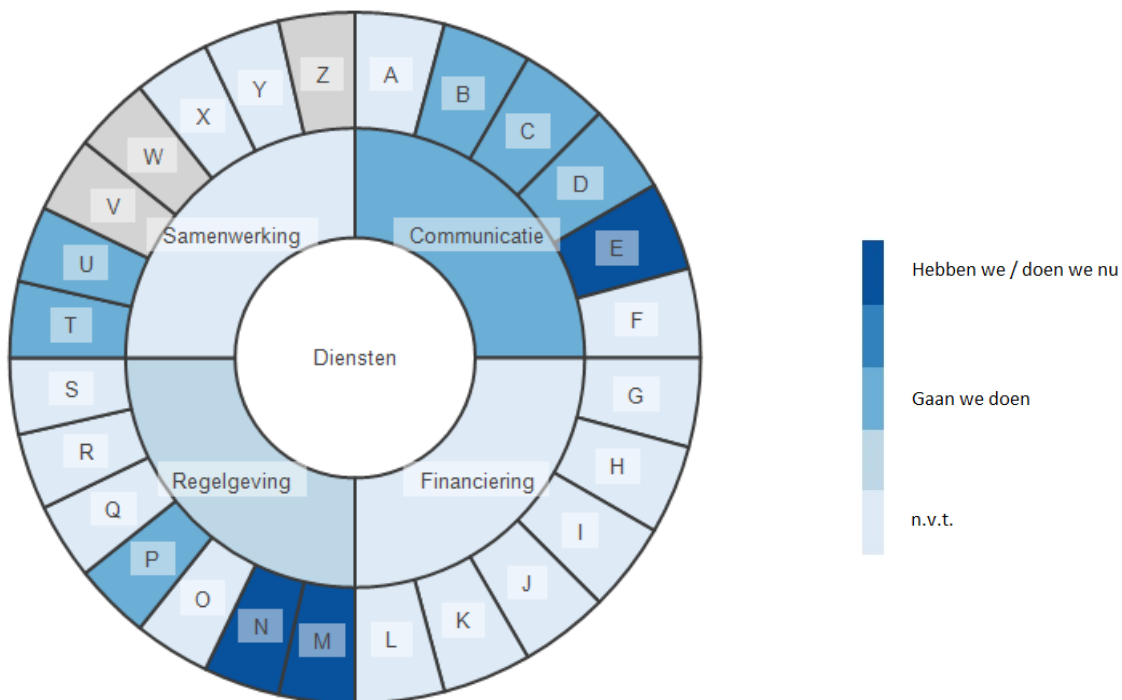 Z
A
Y
B
X
C
W
D
V
Samenwerking
Communicatie
E
U
Hebben we / doen we nu
T
F
Diensten
S
G
Gaan we doen
R
H
Regelgeving
Financiering
Q
I
n.v.t.
P
J
O
K
N
M
L